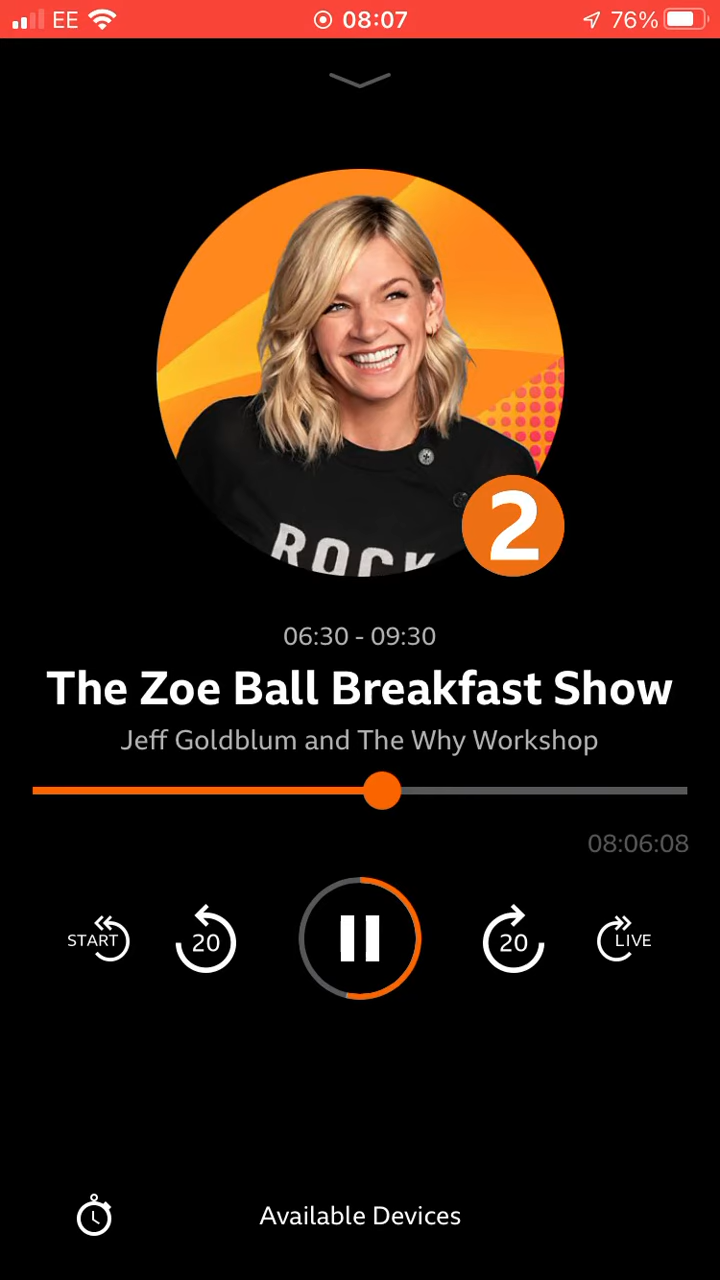 EE 08:07 76%
ROCK
2
06:30 - 09:30
The Zoe Ball Breakfast Show
Jeff Goldblum and The Why Workshop
08:06:08
START 20 20 LIVE
Available Devices